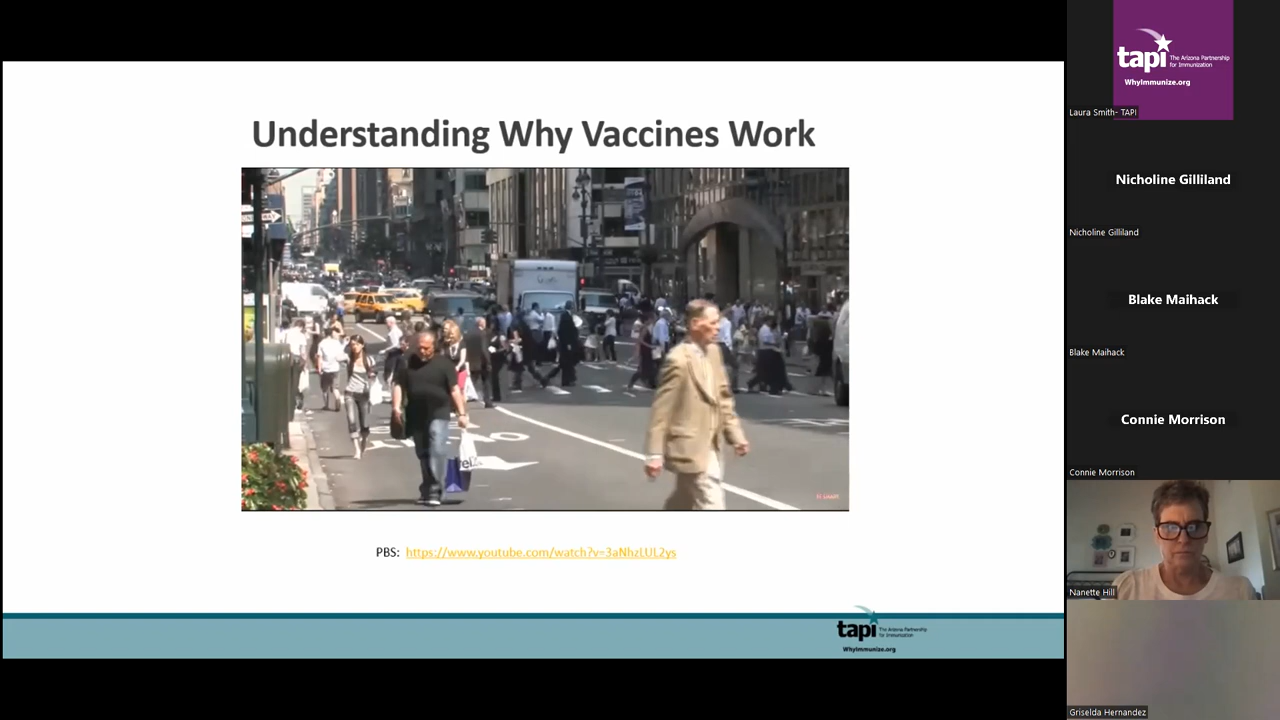 Understanding Why Vaccines Work
PBS: https://www.youtube.com/watch?v=3aNhzLUL2ys
tapi The Arizona Partnership
for Immunization
WhyImmunize.org
tapi The Arizona Partnership
for Immunization
WhyImmunize.org
Laura Smith- TAPI
Nicholine Gilliland
Nicholine Gilliland
Blake Maihack
Blake Maihack
Connie Morrison
Connie Morrison
Nanette Hill
Griselda Hernandez